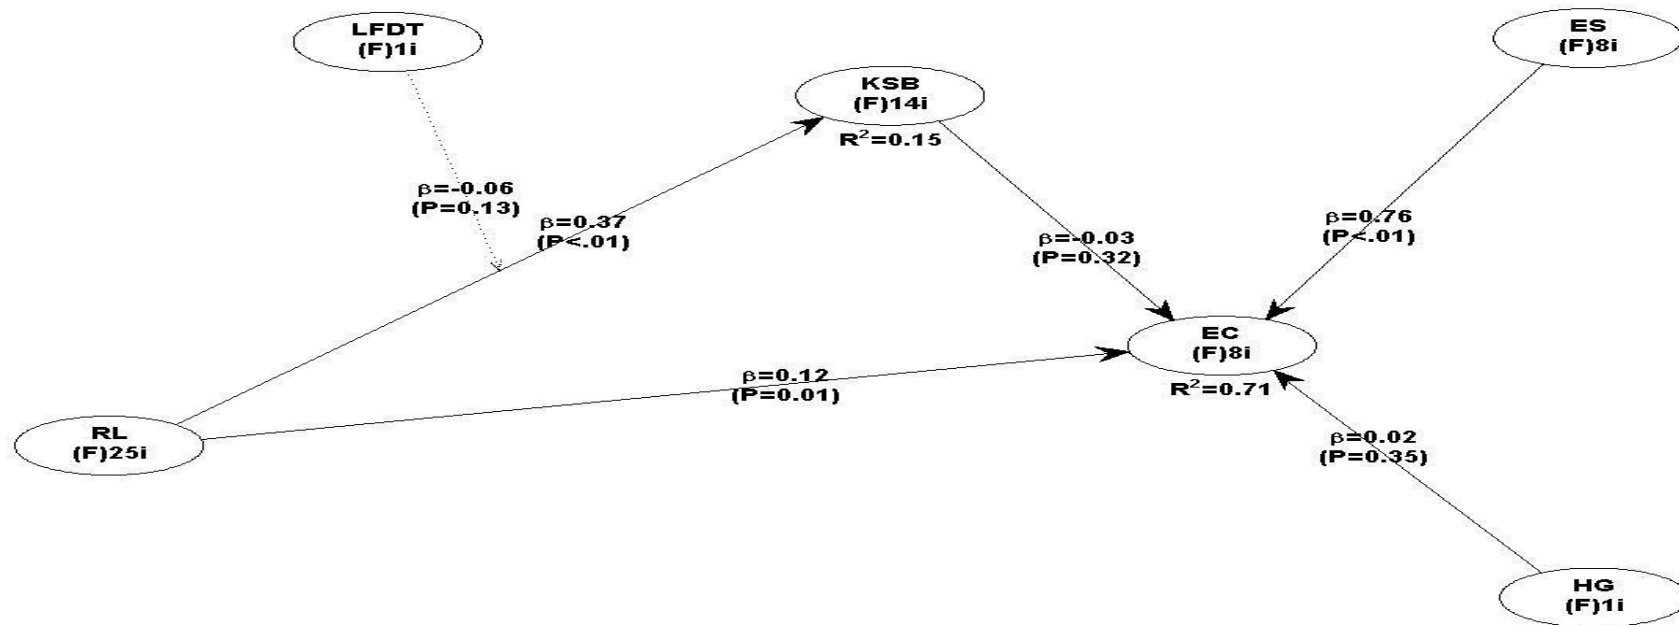 LFDT
(F)1i
ES
(F)8i
KSB
(F)14i
R²=0.15
β=-0.06
(P=0.13)
β=0.37
(P<.01)
β=-0.03
(P=0.32)
β=0.76
(P<.01)
EC
(F)8i
R²=0.71
β=0.12
(P=0.01)
RL
(F)25i
β=0.02
(P=0.35)
HG
(F)1i